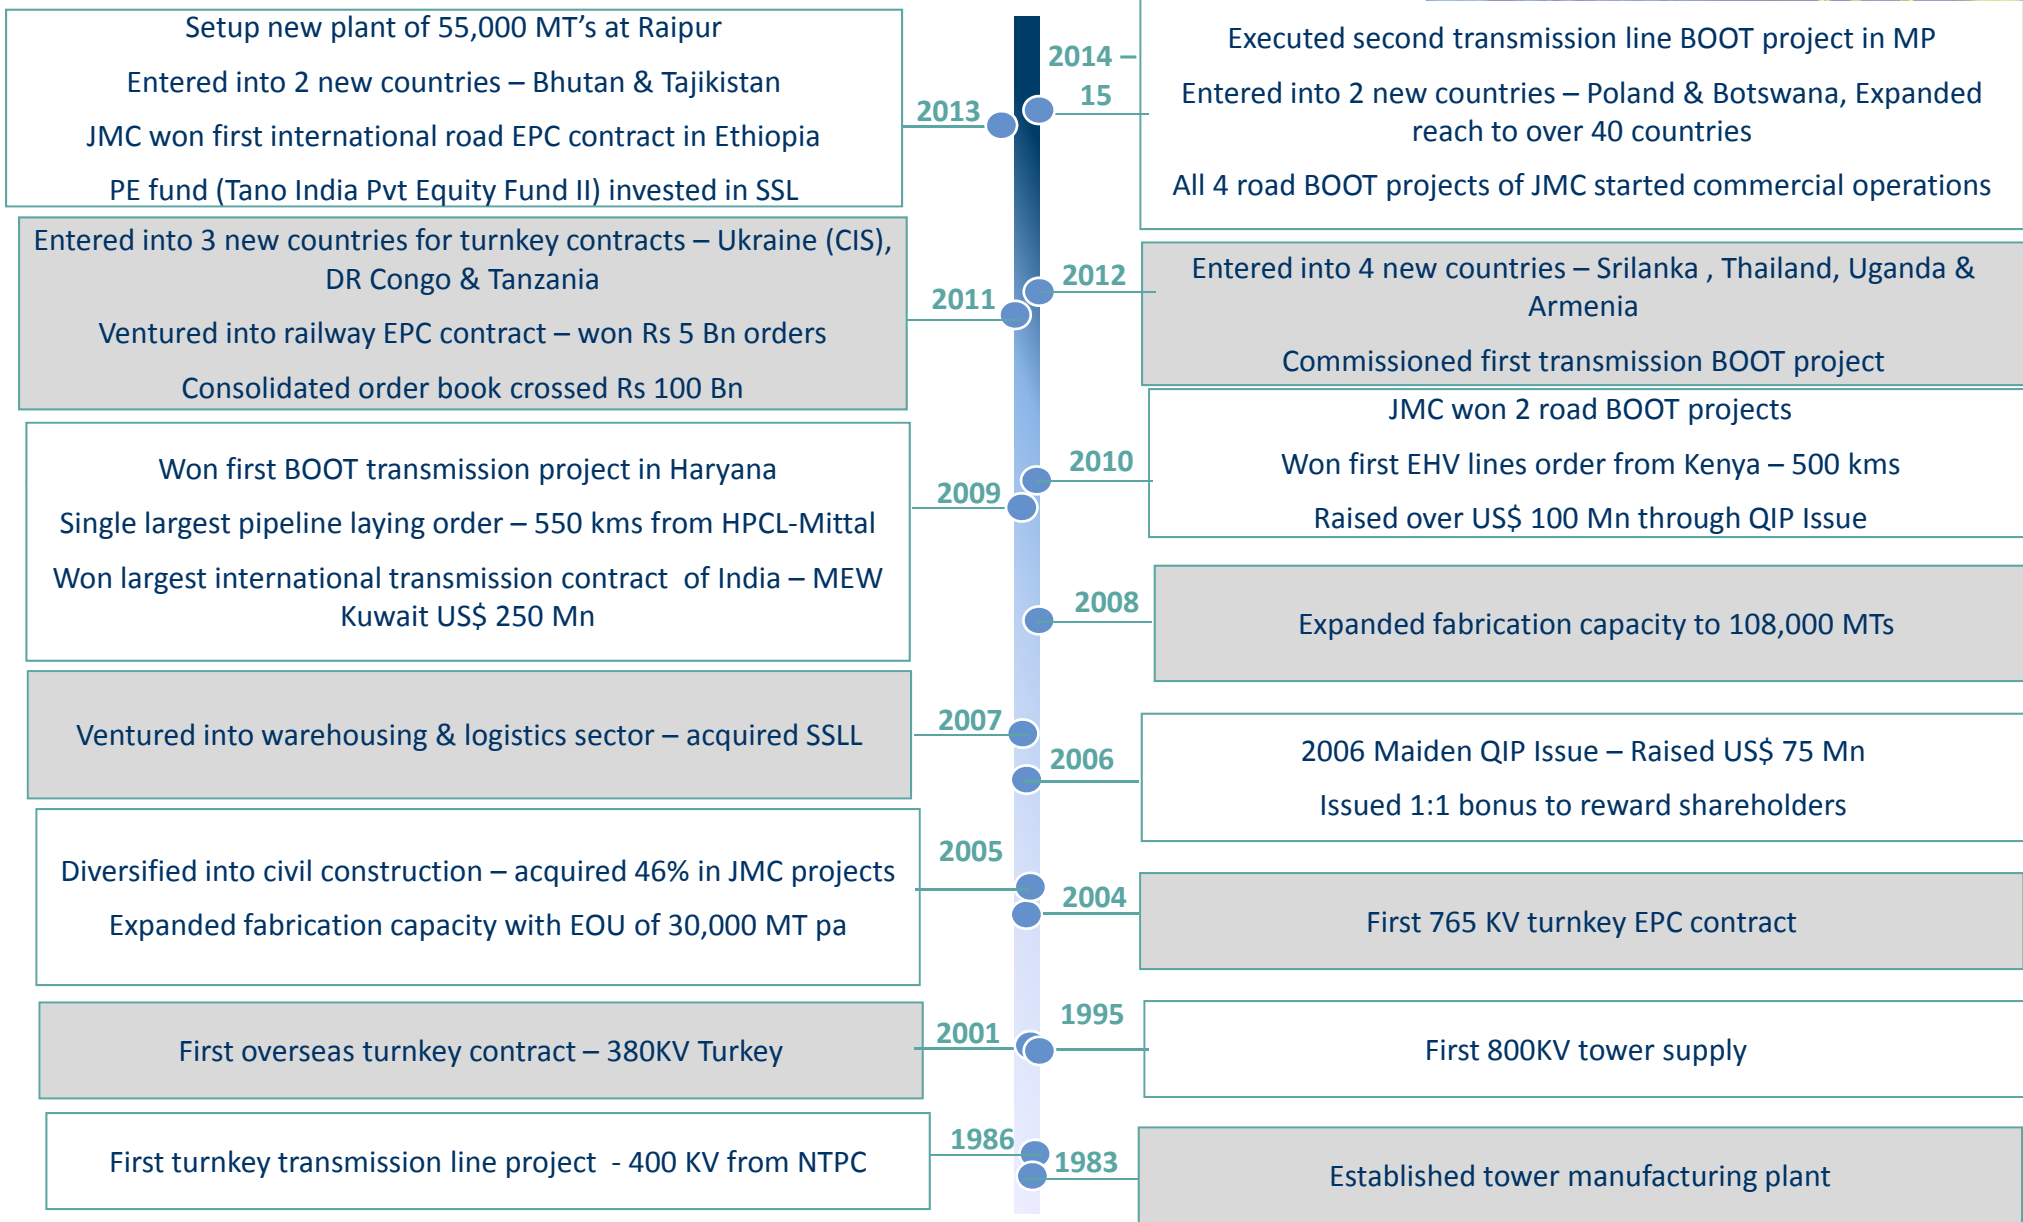 Setup new plant of 55,000 MT’s at Raipur
Entered into 2 new countries – Bhutan & Tajikistan
JMC won first international road EPC contract in Ethiopia
PE fund (Tano India Pvt Equity Fund II) invested in SSL
2013
2014 –
15
Executed second transmission line BOOT project in MP
Entered into 2 new countries – Poland & Botswana, Expanded
reach to over 40 countries
All 4 road BOOT projects of JMC started commercial operations
Entered into 3 new countries for turnkey contracts – Ukraine (CIS),
DR Congo & Tanzania
Ventured into railway EPC contract – won Rs 5 Bn orders
Consolidated order book crossed Rs 100 Bn
2011
2012
Entered into 4 new countries – Srilanka , Thailand, Uganda &
Armenia
Commissioned first transmission BOOT project
Won first BOOT transmission project in Haryana
Single largest pipeline laying order – 550 kms from HPCL-Mittal
Won largest international transmission contract  of India – MEW
Kuwait US$ 250 Mn
2009
2010
JMC won 2 road BOOT projects
Won first EHV lines order from Kenya – 500 kms
Raised over US$ 100 Mn through QIP Issue
2008
Expanded fabrication capacity to 108,000 MTs
Ventured into warehousing & logistics sector – acquired SSLL
2007
2006
2006 Maiden QIP Issue – Raised US$ 75 Mn
Issued 1:1 bonus to reward shareholders
Diversified into civil construction – acquired 46% in JMC projects
Expanded fabrication capacity with EOU of 30,000 MT pa
2005
2004
First 765 KV turnkey EPC contract
First overseas turnkey contract – 380KV Turkey
2001
1995
First 800KV tower supply
First turnkey transmission line project  - 400 KV from NTPC
1986
1983
Established tower manufacturing plant